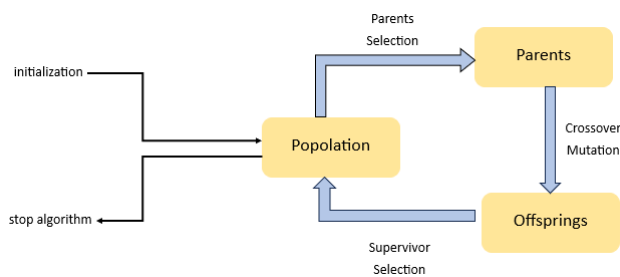 Parents
Selection
Parents
initialization
Crossover
Mutation
Popolation
stop algorithm
Offsprings
Supervivor
Selection